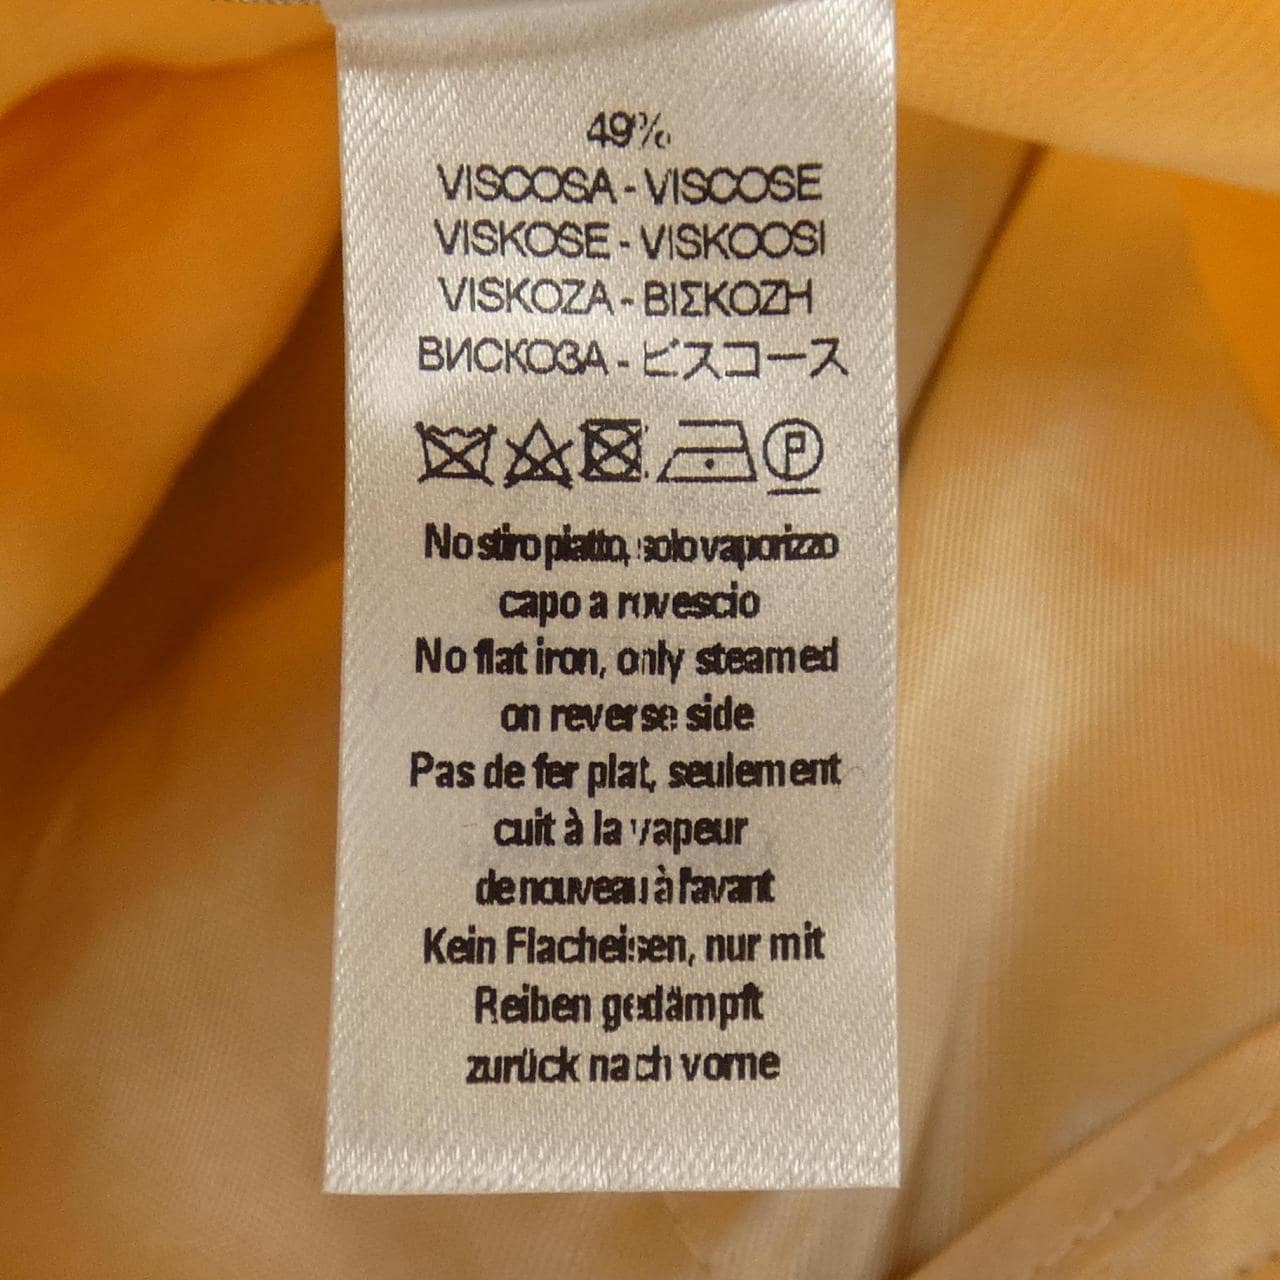 49%
VISCOSA - VISCOSE
VISKOSE - VISKOOSI
VISKOZA - ΒΙΣΚΟΖΗ
ВИСКОЗА - ビスコース
P
No stiro piatto, solo vaporizzo
capo a rovescio
No flat iron, only steamed
on reverse side
Pas de fer plat, seulement
cuit à la vapeur
de nouveau à l'avant
Kein Flacheisen, nur mit
Reiben gedämpft
zurück nach vorne